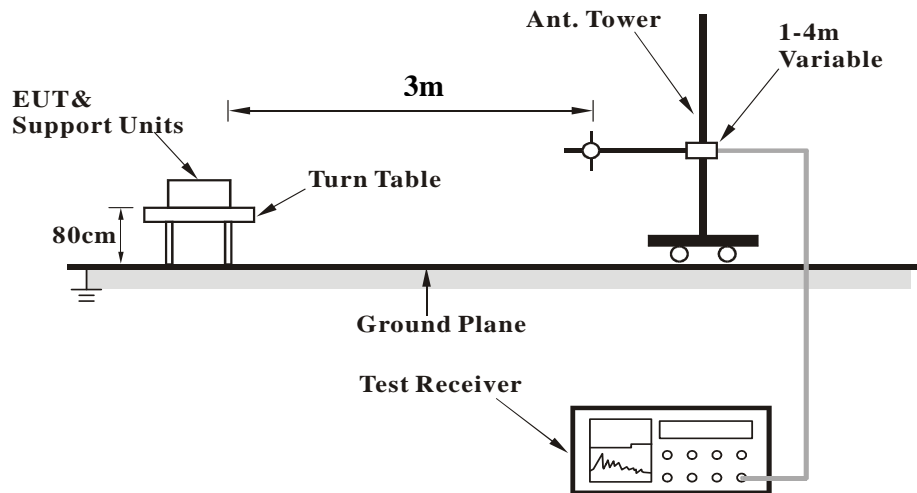 Ant. Tower
1-4m
Variable
3m
EUT&
Support Units
Turn Table
80cm
Ground Plane
Test Receiver